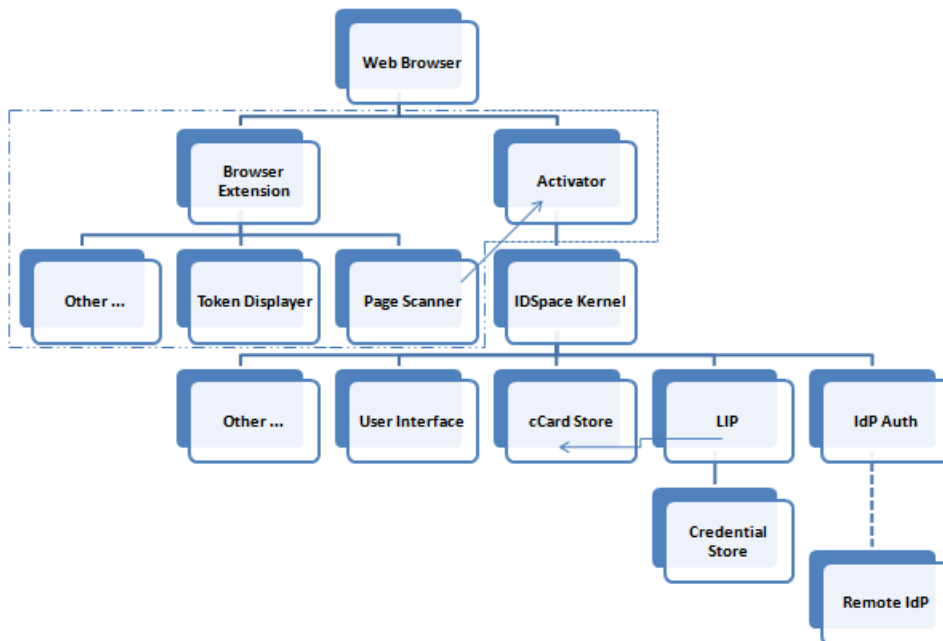 Web Browser
Browser
Extension
Activator
Other ...
Token Displayer
Page Scanner
IDSpace Kernel
Other ...
User Interface
cCard Store
LIP
IdP Auth
Credential
Store
Remote IdP